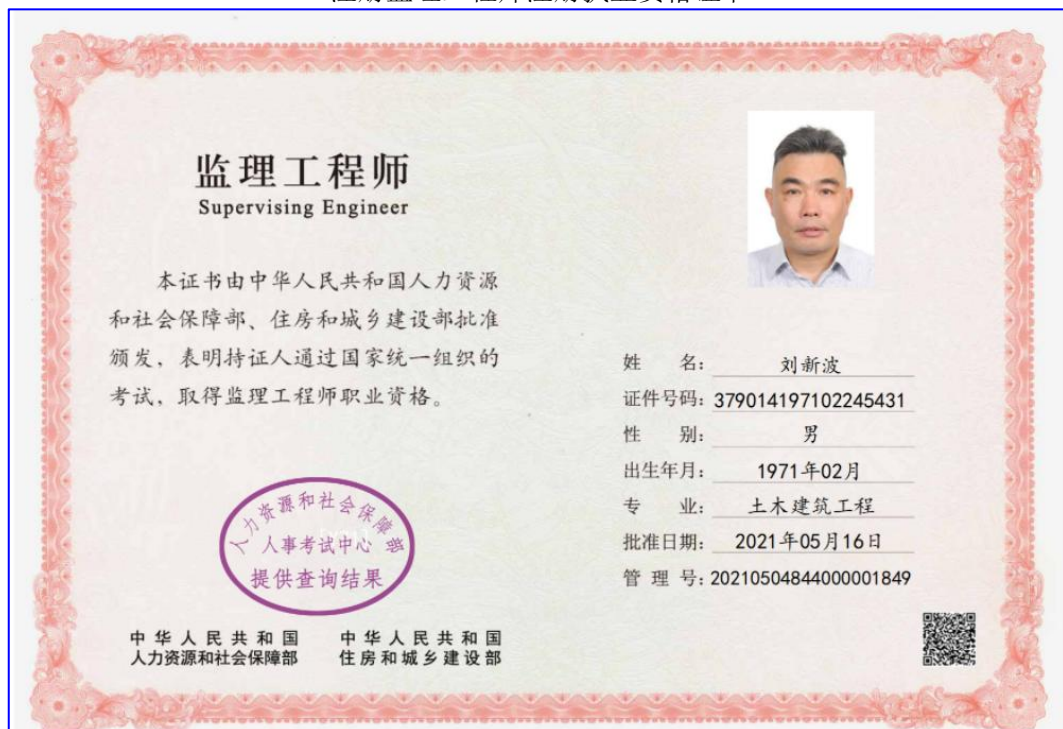 监理工程师
Supervising Engineer
本证书由中华人民共和国人力资源
和社会保障部、住房和城乡建设部批准
颁发，表明持证人通过国家统一组织的
考试，取得监理工程师职业资格。
人力资源和社会保障部
人事考试中心
提供查询结果
中华人民共和国
人力资源和社会保障部
中华人民共和国
住房和城乡建设部
姓 名： 刘新波
证件号码： 379014197102245431
性 别： 男
出生年月： 1971年02月
专 业： 土木建筑工程
批准日期： 2021年05月16日
管 理 号： 20210504844000001849